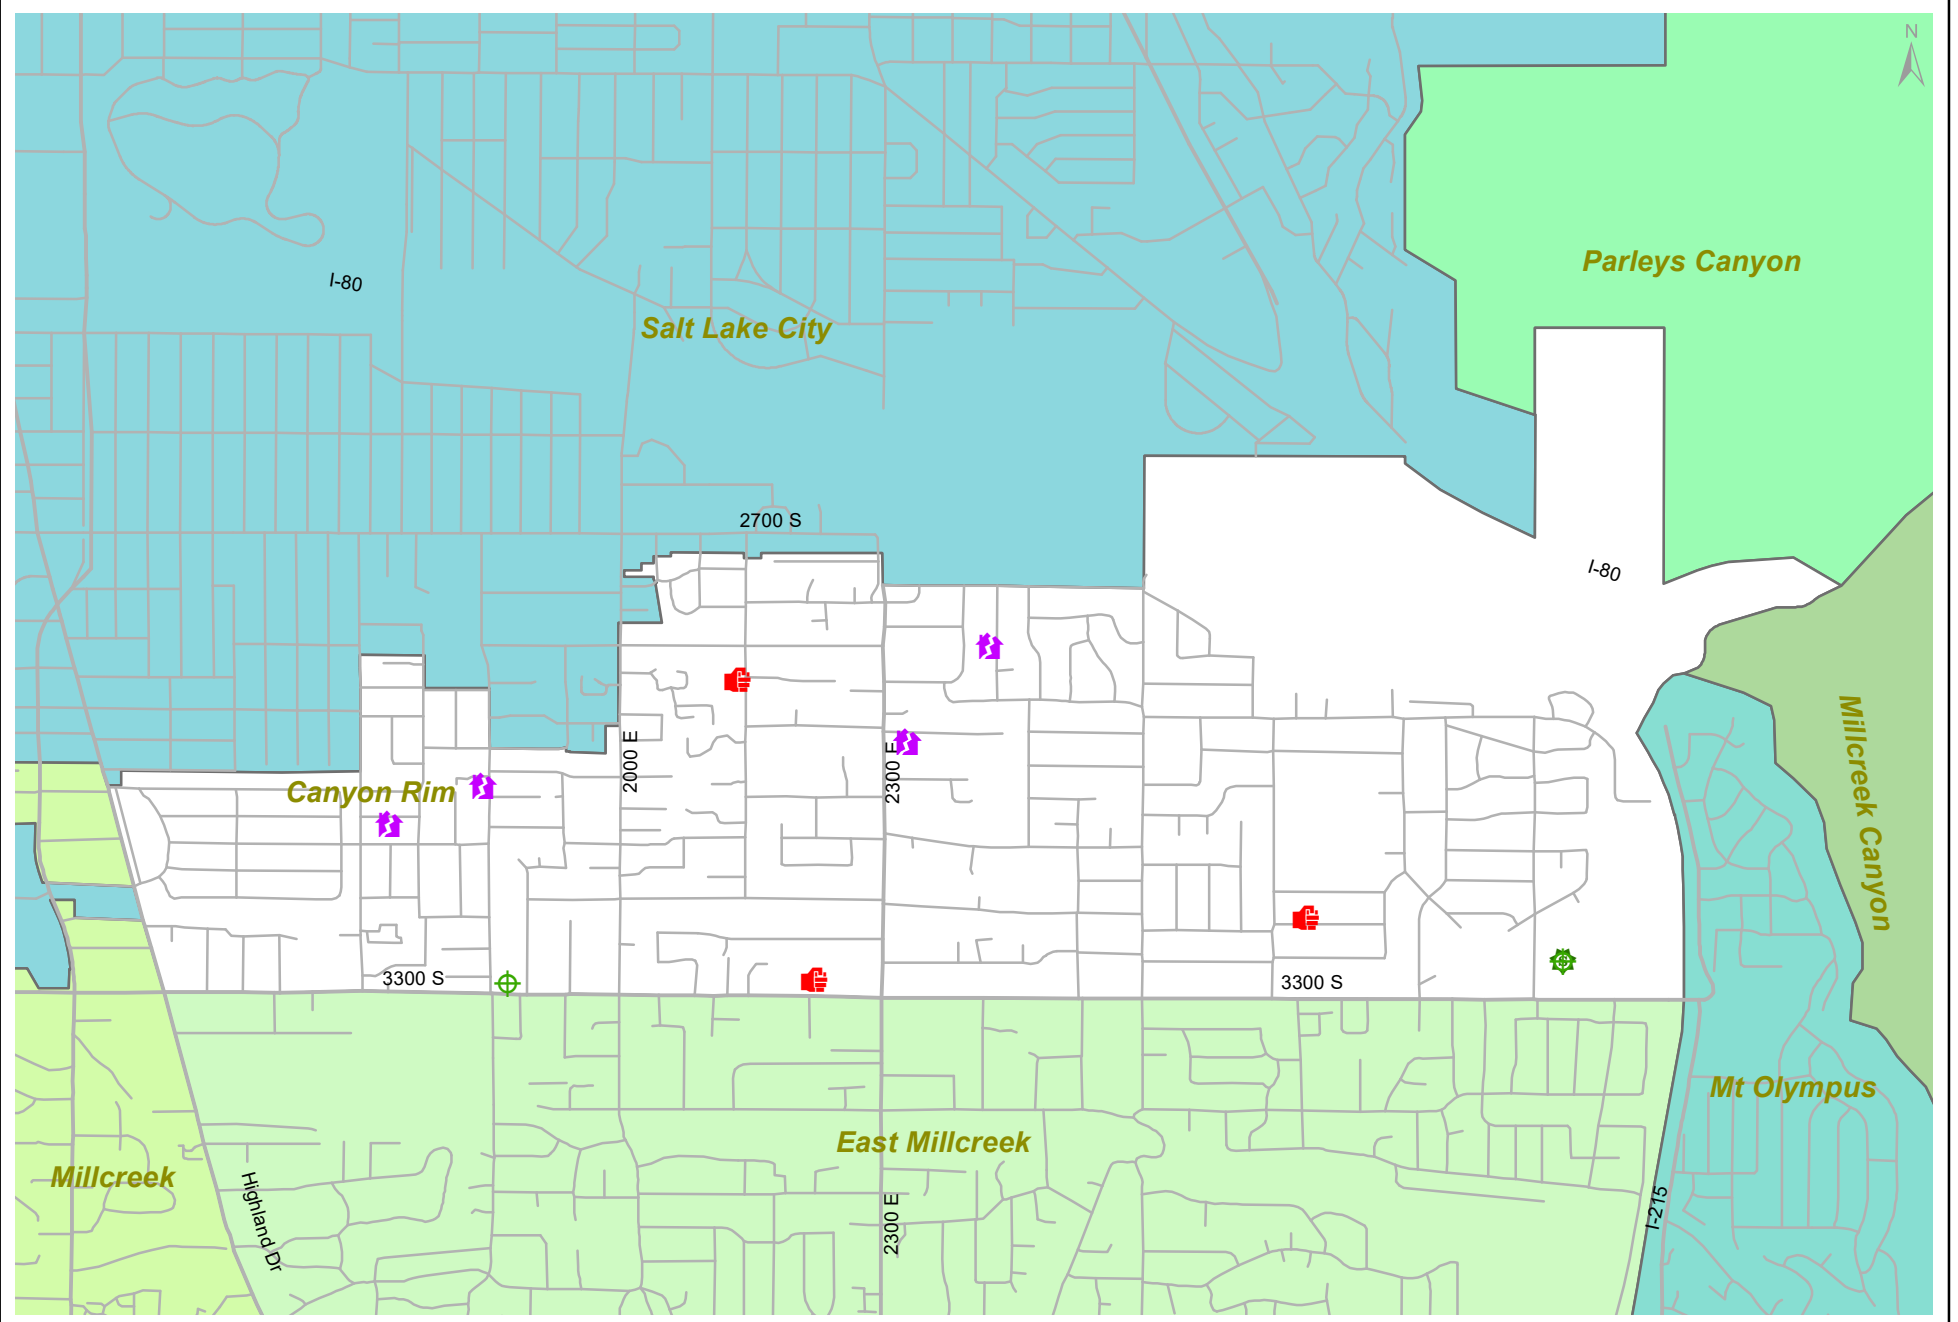 N
Parleys Canyon
I-80
Salt Lake City
2700 S
I-80
Millcreek Canyon
2000 E
2300 E
Canyon Rim
3300 S
3300 S
Mt Olympus
East Millcreek
Millcreek
Highland Dr
2300 E
I-215